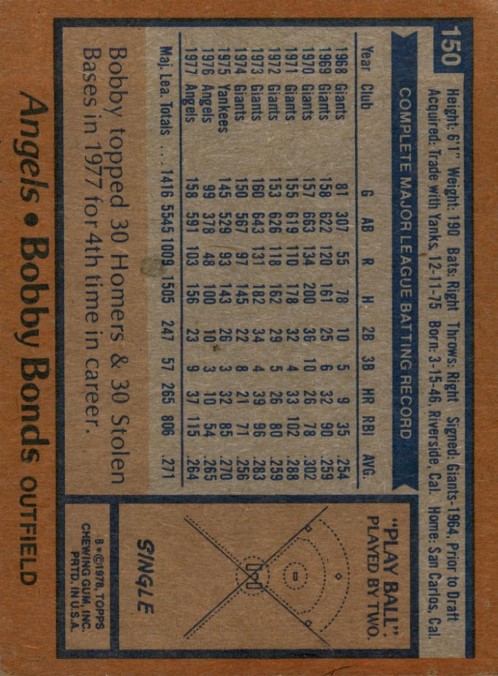 150
Height: 6'1" Weight: 190 Bats: Right Throws: Right Signed, Giants-1964, Prior to Draft
Acquired: Trade with Yanks, 12-11-75 Born: 3-15-46, Riverside, Cal. Home: San Carlos, Cal.
COMPLETE MAJOR LEAGUE BATTING RECORD
Year Club G AB R H 2B 3B HR RBI AVG.
1968 Giants 81 307 55 78 10 5 9 35 .254
1969 Giants 158 622 120 161 25 6 32 90 .259
1970 Giants 157 663 134 200 36 10 26 78 .302
1971 Giants 155 619 110 178 32 4 33 102 .288
1972 Giants 153 626 118 162 29 5 26 80 .259
1973 Giants 160 643 131 182 34 4 39 96 .283
1974 Giants 150 567 97 145 22 8 21 71 .256
1975 Yankees 145 529 93 143 26 3 32 85 .270
1976 Angels 99 378 48 100 10 3 10 54 .265
1977 Angels 158 591 103 156 23 9 37 115 .264
Maj. Lea. Totals . . . 1416 5545 1009 1505 247 57 265 806 .271
Bobby topped 30 Homers & 30 Stolen
Bases in 1977 for 4th time in career.
"PLAY BALL".
PLAYED BY TWO.
SINGLE
B•©1978 TOPPS
CHEWING GUM, INC.
PRTD. IN U.S.A.
Angels • Bobby Bonds OUTFIELD